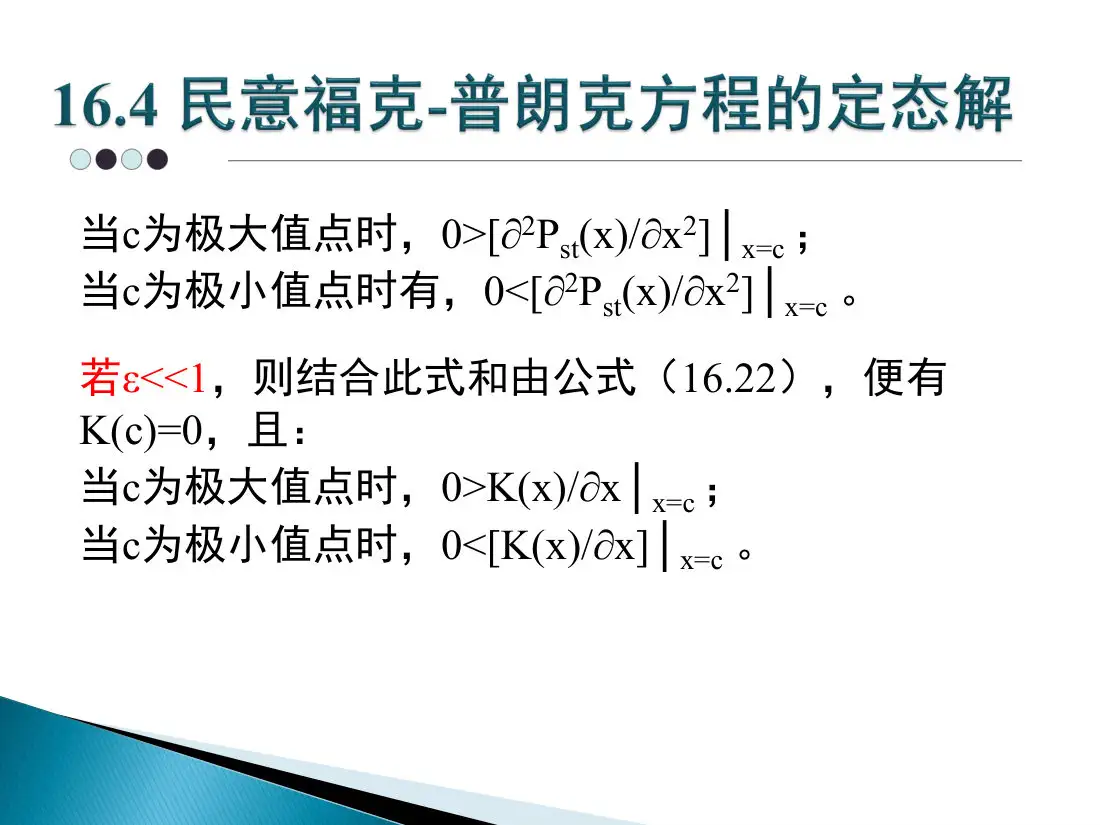 16.4 民意福克-普朗克方程的定态解
当c为极大值点时，0>[∂²Pst(x)/∂x²]│x=c；
当c为极小值点时有，0<[∂²Pst(x)/∂x²]│x=c 。
若ε<<1，则结合此式和由公式（16.22），便有
K(c)=0，且：
当c为极大值点时，0>K(x)/∂x│x=c；
当c为极小值点时，0<[K(x)/∂x]│x=c 。